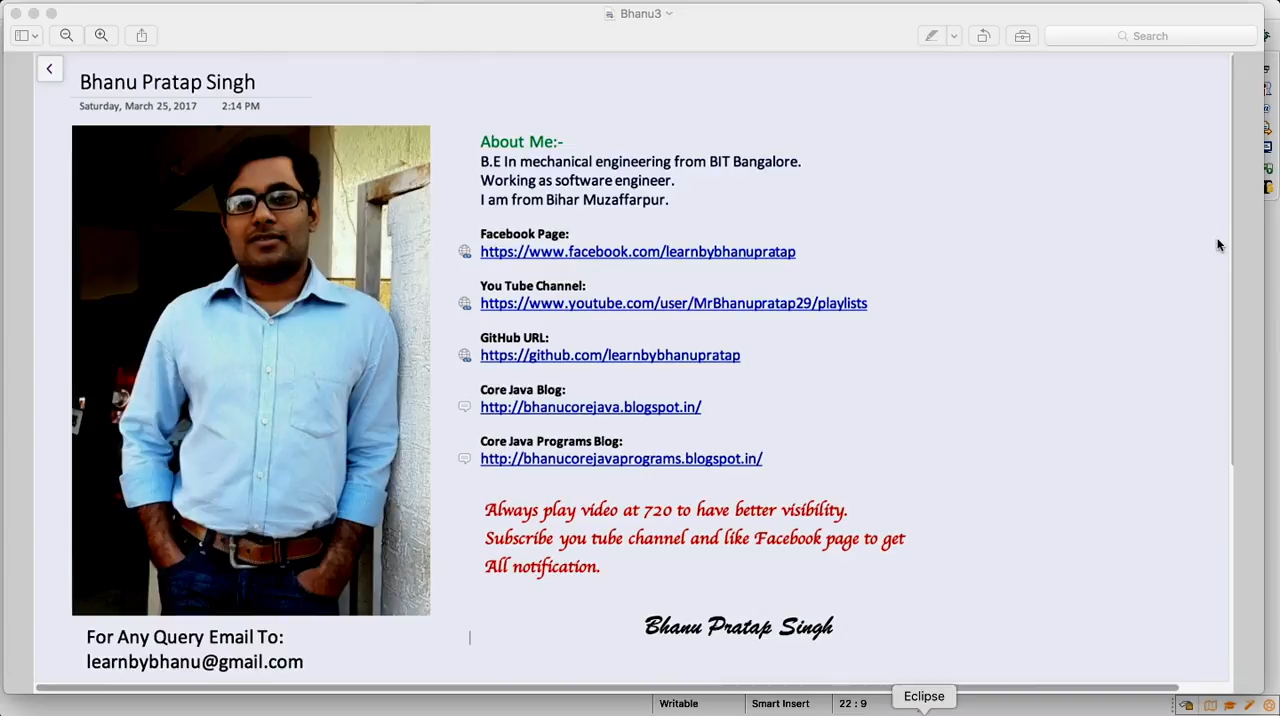 Bhanu3
Search
Bhanu Pratap Singh
Saturday, March 25, 2017 2:14 PM
About Me:-
B.E In mechanical engineering from BIT Bangalore.
Working as software engineer.
I am from Bihar Muzaffarpur.
Facebook Page:
https://www.facebook.com/learnbybhanupratap
You Tube Channel:
https://www.youtube.com/user/MrBhanupratap29/playlists
GitHub URL:
https://github.com/learnbybhanupratap
Core Java Blog:
http://bhanucorejava.blogspot.in/
Core Java Programs Blog:
http://bhanucorejavaprograms.blogspot.in/
Always play video at 720 to have better visibility.
Subscribe you tube channel and like Facebook page to get
All notification.
Bhanu Pratap Singh
For Any Query Email To:
learnbybhanu@gmail.com
Eclipse
Writable Smart Insert 22 : 9